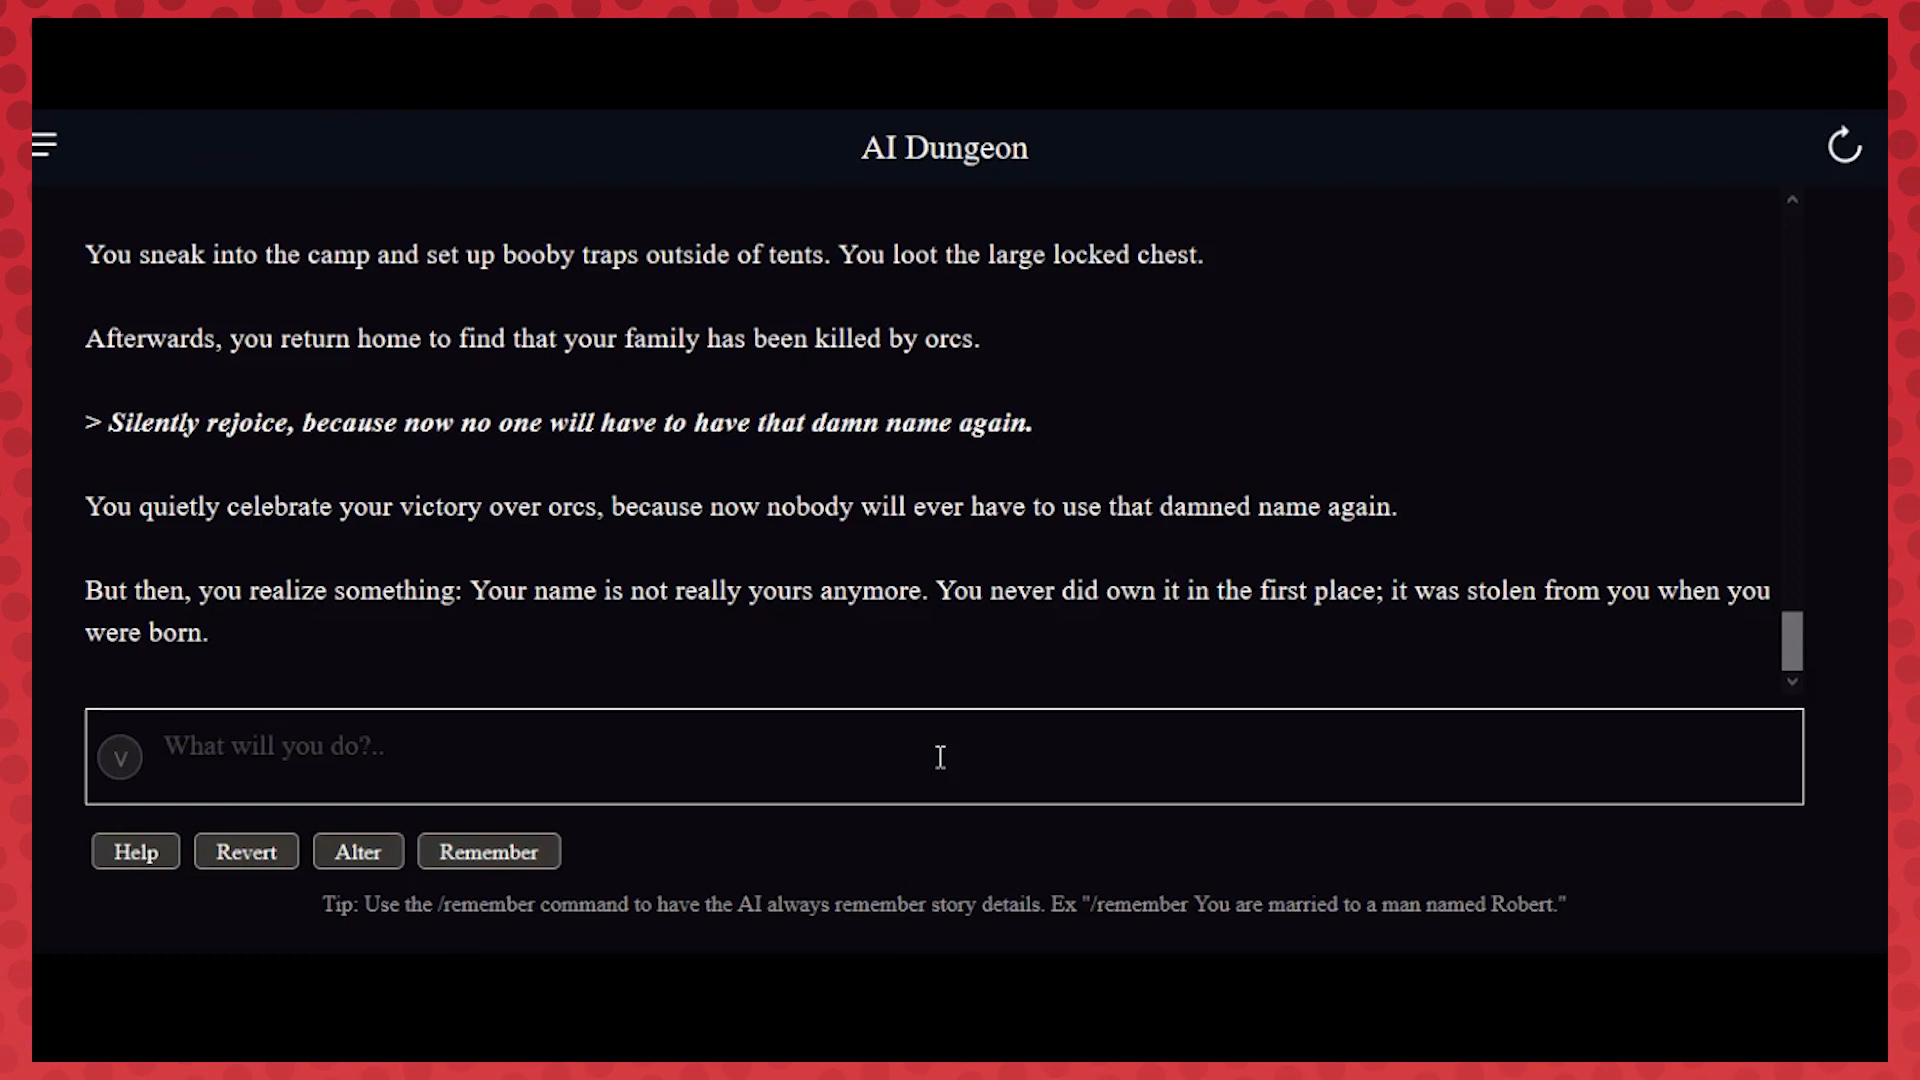 AI Dungeon
You sneak into the camp and set up booby traps outside of tents. You loot the large locked chest.
Afterwards, you return home to find that your family has been killed by orcs.
> Silently rejoice, because now no one will have to have that damn name again.
You quietly celebrate your victory over orcs, because now nobody will ever have to use that damned name again.
But then, you realize something: Your name is not really yours anymore. You never did own it in the first place; it was stolen from you when you
were born.
V What will you do?..
Help Revert Alter Remember
Tip: Use the /remember command to have the AI always remember story details. Ex "/remember You are married to a man named Robert."